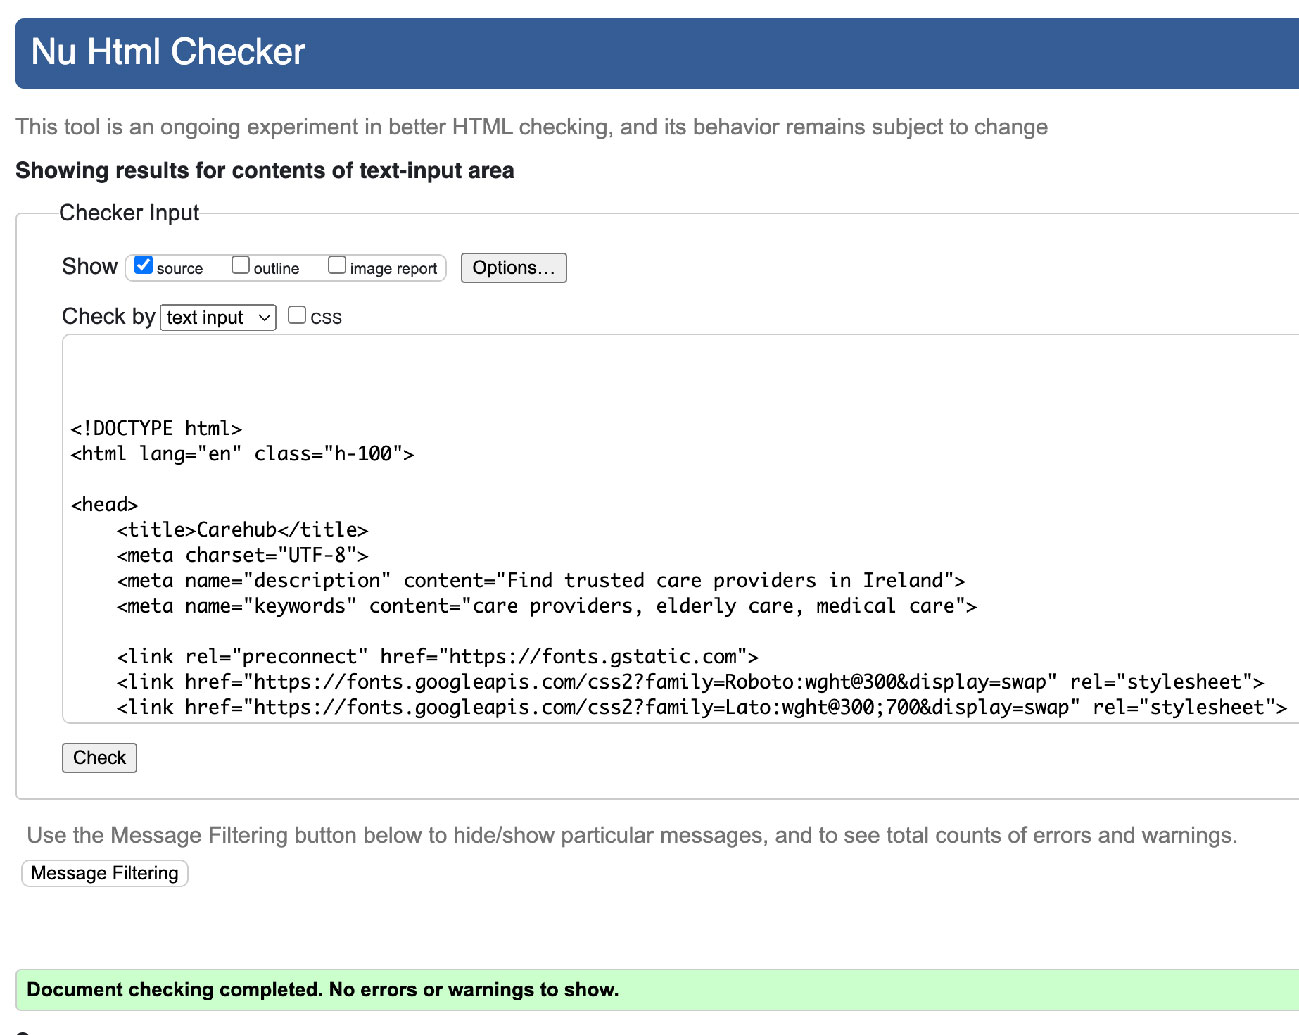 Nu Html Checker
This tool is an ongoing experiment in better HTML checking, and its behavior remains subject to change
Showing results for contents of text-input area
Checker Input
Show source outline image report Options...
Check by text input css
<!DOCTYPE html>
<html lang="en" class="h-100">
<head>
<title>Carehub</title>
<meta charset="UTF-8">
<meta name="description" content="Find trusted care providers in Ireland">
<meta name="keywords" content="care providers, elderly care, medical care">
<link rel="preconnect" href="https://fonts.gstatic.com">
<link href="https://fonts.googleapis.com/css2?family=Roboto:wght@300&display=swap" rel="stylesheet">
<link href="https://fonts.googleapis.com/css2?family=Lato:wght@300;700&display=swap" rel="stylesheet">
Check
Use the Message Filtering button below to hide/show particular messages, and to see total counts of errors and warnings.
Message Filtering
Document checking completed. No errors or warnings to show.